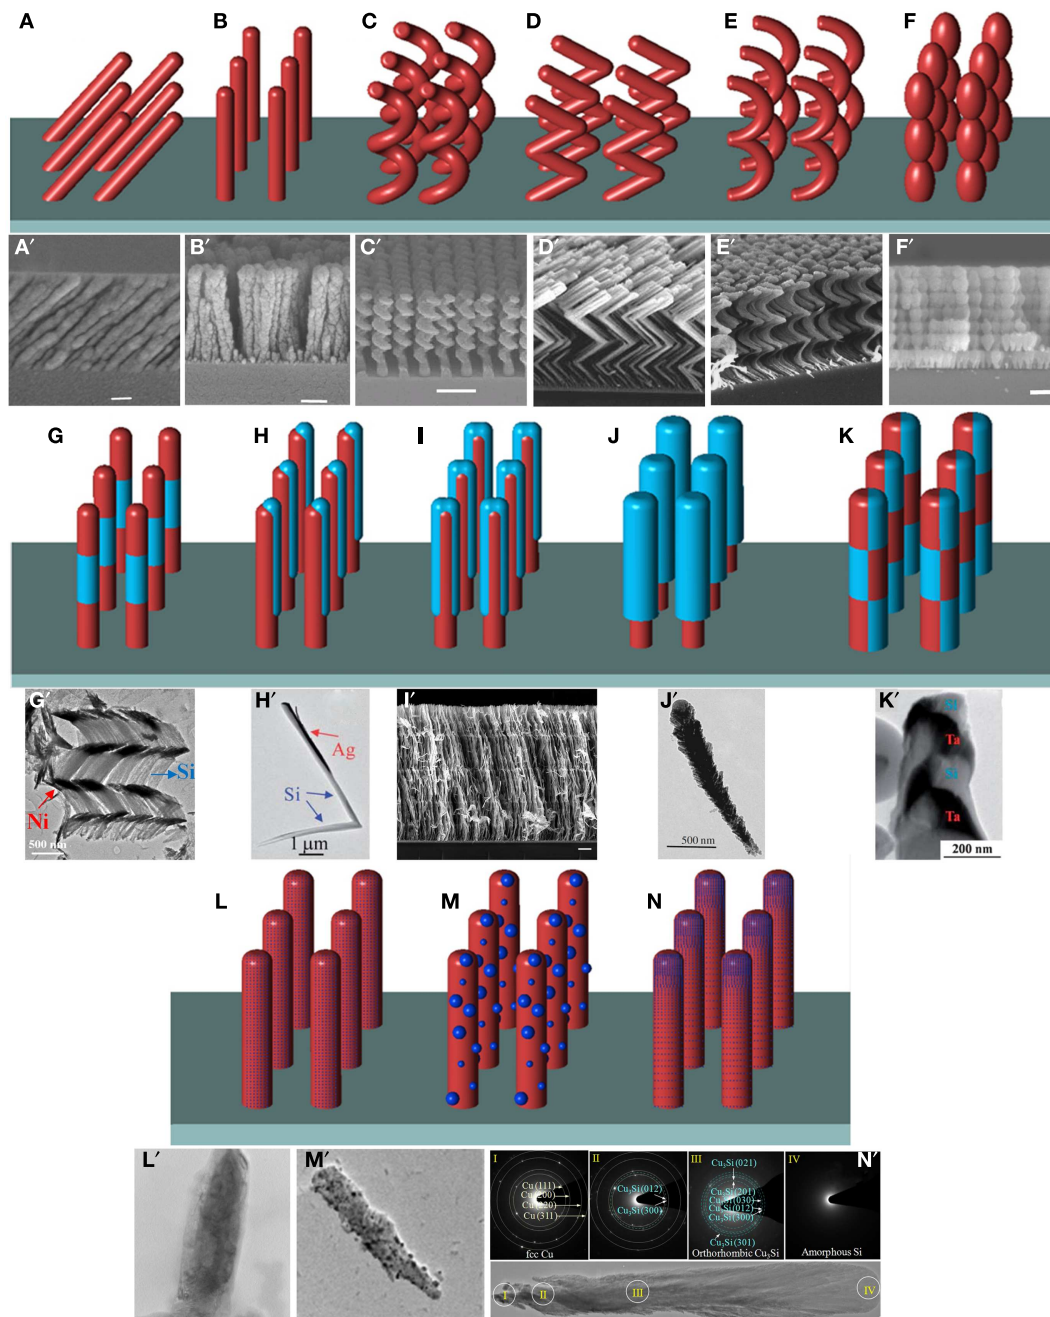 A
B
C
D
E
F
A′
B′
C′
D′
E′
F′
G
H
I
J
K
G′
Si
Ni
500 nm
H′
Ag
Si
1 μm
I′
J′
500 nm
K′
Si
Ta
Si
Ta
200 nm
L
M
N
L′
M′
N′
I
Cu (111)
Cu (200)
Cu (220)
Cu (311)
fcc Cu
II
Cu₃Si (012)
Cu₃Si (300)
III
Cu₃Si (021)
Cu₃Si (201)
Cu₃Si (030)
Cu₃Si (012)
Cu₃Si (300)
Cu₃Si (301)
Orthorhombic Cu₃Si
IV
Amorphous Si
I
II
III
IV